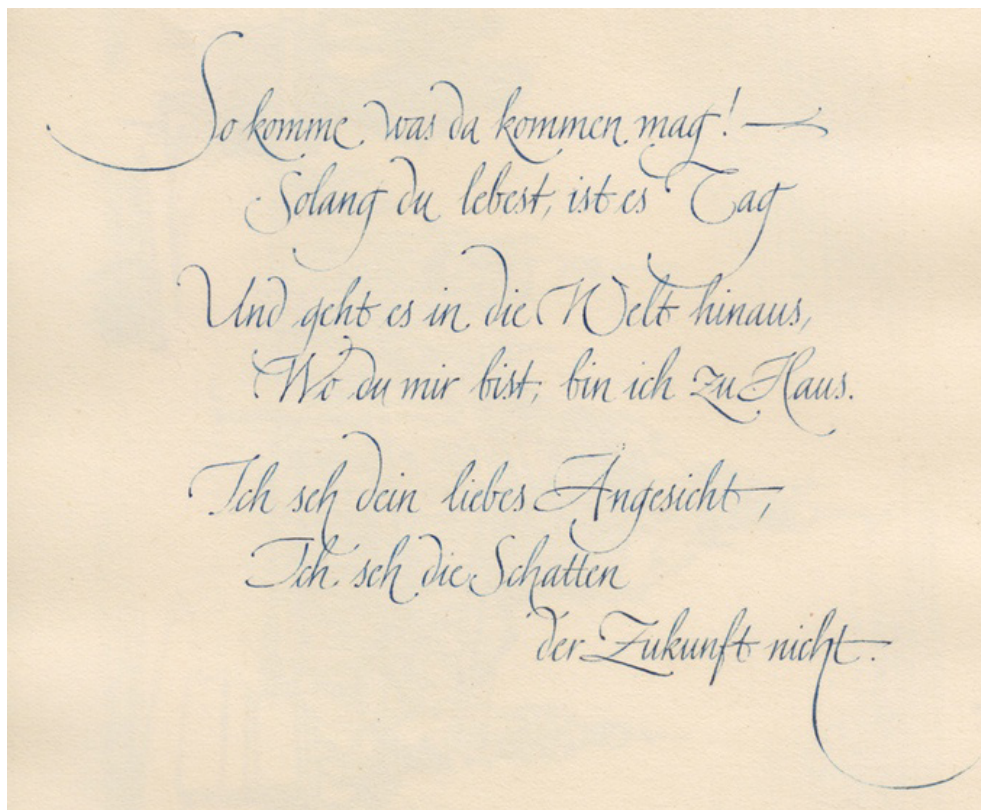 So komme was da kommen mag!
Solang du lebest, ist es Tag
Und geht es in die Welt hinaus,
Wo du mir bist, bin ich zu Haus.
Ich seh dein liebes Angesicht,
Ich seh die Schatten
der Zukunft nicht.